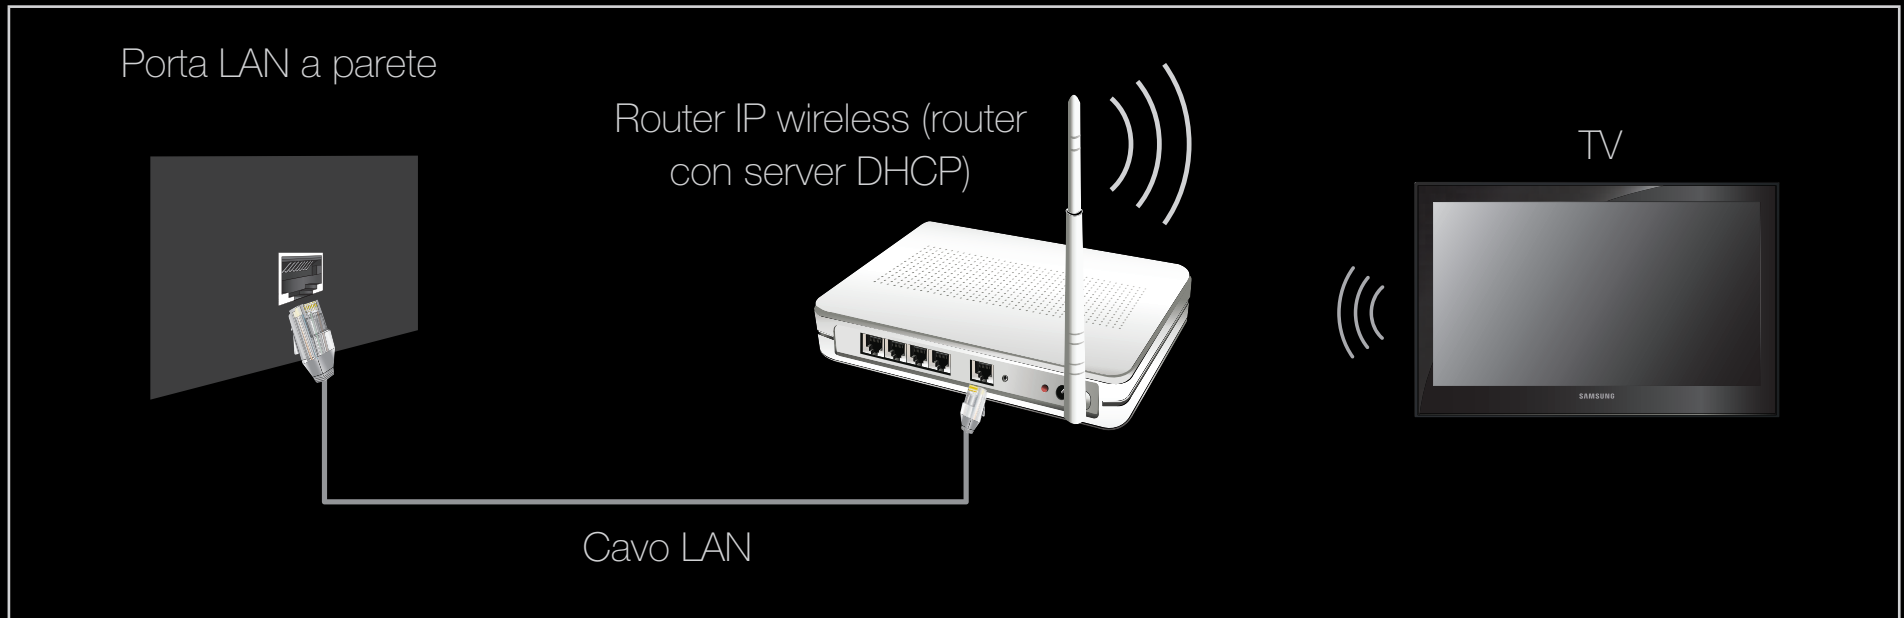 Porta LAN a parete
Router IP wireless (router
con server DHCP)
TV
SAMSUNG
Cavo LAN